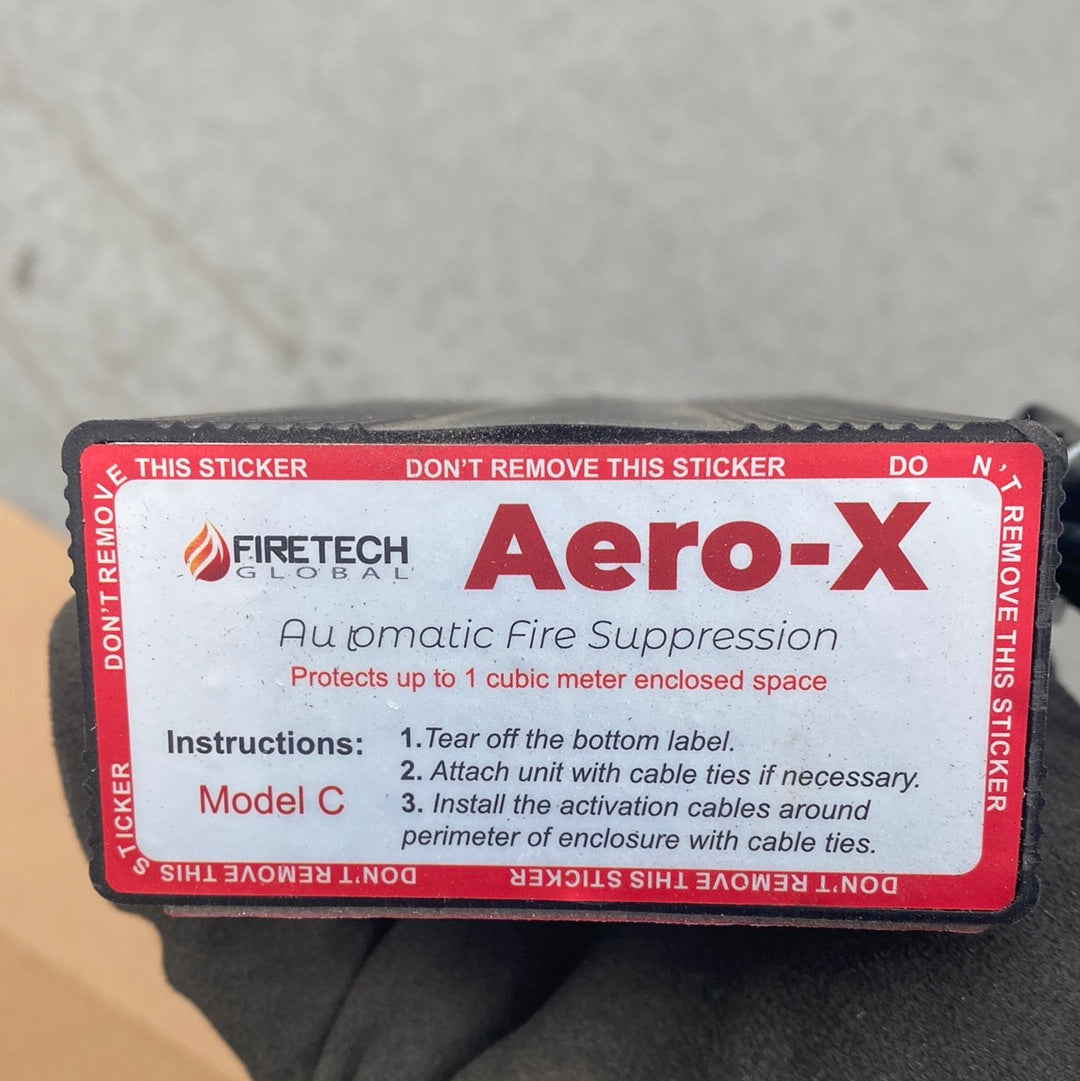 THIS STICKER DON'T REMOVE THIS STICKER DO N'T REMOVE THIS STICKER
DON'T REMOVE THIS STICKER
DON'T REMOVE THIS STICKER
DON'T REMOVE
FIRETECH
GLOBAL
Aero-X
Automatic Fire Suppression
Protects up to 1 cubic meter enclosed space
Instructions:
Model C
1.Tear off the bottom label.
2. Attach unit with cable ties if necessary.
3. Install the activation cables around
perimeter of enclosure with cable ties.